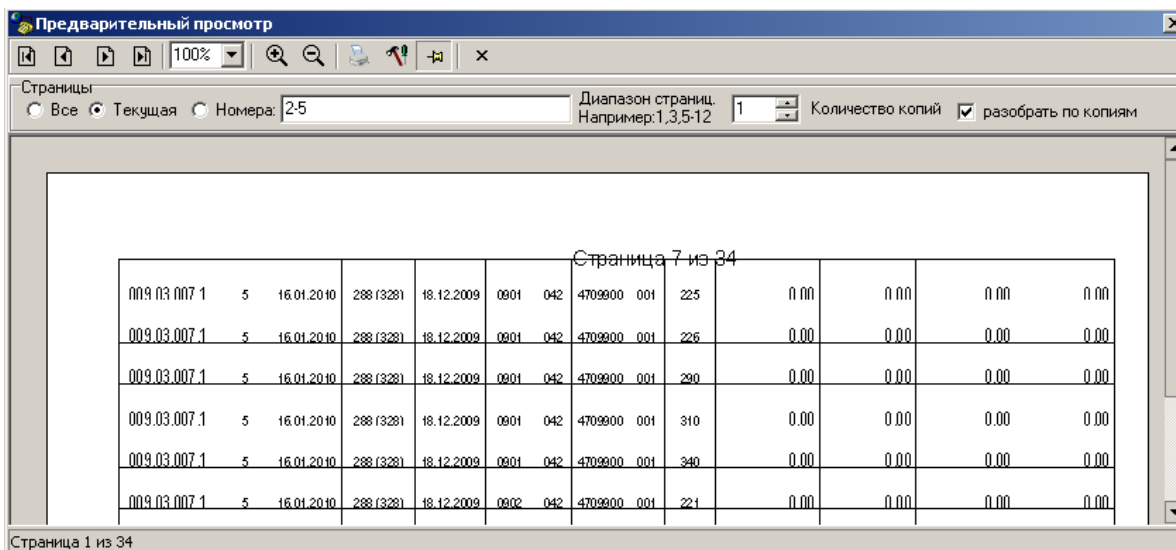 Предварительный просмотр
100%
Страницы
Все Текущая Номера: 2-5 Диапазон страниц. Например:1,3,5-12 1 Количество копий разобрать по копиям
Страница 7 из 34
009.03.007.1 5 16.01.2010 288 (328) 18.12.2009 0901 042 4709900 001 225 0.00 0.00 0.00 0.00
009.03.007.1 5 16.01.2010 288 (328) 18.12.2009 0901 042 4709900 001 226 0.00 0.00 0.00 0.00
009.03.007.1 5 16.01.2010 288 (328) 18.12.2009 0901 042 4709900 001 290 0.00 0.00 0.00 0.00
009.03.007.1 5 16.01.2010 288 (328) 18.12.2009 0901 042 4709900 001 310 0.00 0.00 0.00 0.00
009.03.007.1 5 16.01.2010 288 (328) 18.12.2009 0901 042 4709900 001 340 0.00 0.00 0.00 0.00
009.03.007.1 5 16.01.2010 288 (328) 18.12.2009 0902 042 4709900 001 221 0.00 0.00 0.00 0.00
Страница 1 из 34